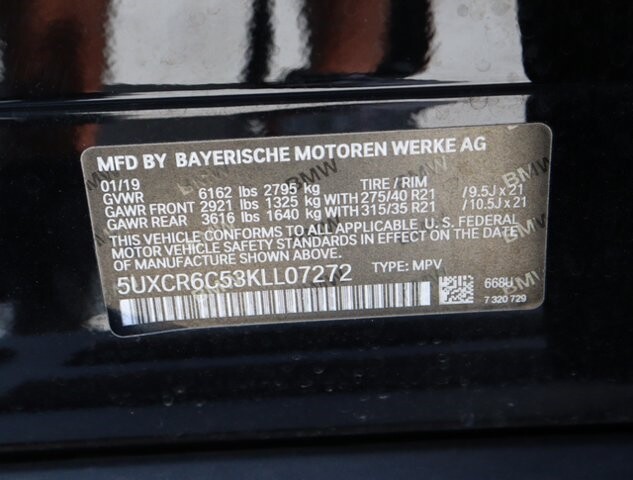 MFD BY BAYERISCHE MOTOREN WERKE AG
01/19 TIRE / RIM
GVWR 6162 lbs 2795 kg
GAWR FRONT 2921 lbs 1325 kg WITH 275/40 R21 /9.5J x 21
GAWR REAR 3616 lbs 1640 kg WITH 315/35 R21 /10.5J x 21
THIS VEHICLE CONFORMS TO ALL APPLICABLE U. S. FEDERAL
MOTOR VEHICLE SAFETY STANDARDS IN EFFECT ON THE DATE
OF MANUFACTURE SHOWN ABOVE.
5UXCR6C53KLL07272 TYPE: MPV
668U
7 320 729
BMW